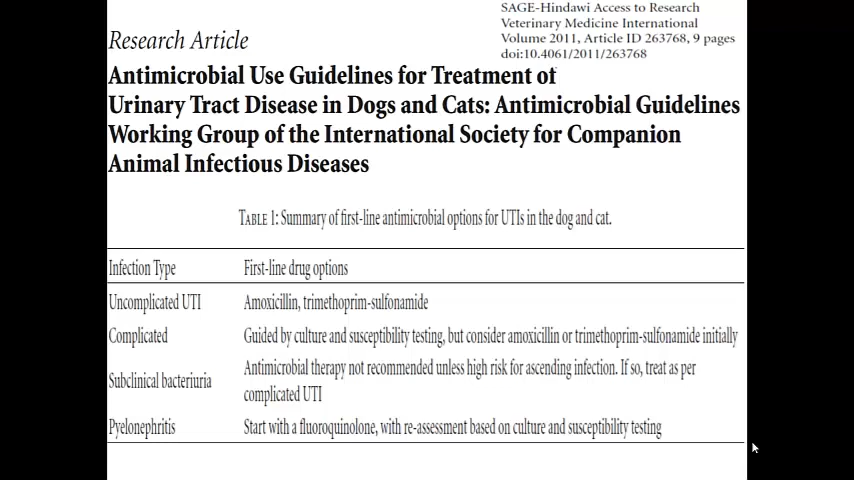 SAGE-Hindawi Access to Research
Veterinary Medicine International
Volume 2011, Article ID 263768, 9 pages
doi:10.4061/2011/263768
Research Article
Antimicrobial Use Guidelines for Treatment of
Urinary Tract Disease in Dogs and Cats: Antimicrobial Guidelines
Working Group of the International Society for Companion
Animal Infectious Diseases
TABLE 1: Summary of first-line antimicrobial options for UTIs in the dog and cat.
Infection Type First-line drug options
Uncomplicated UTI Amoxicillin, trimethoprim-sulfonamide
Complicated Guided by culture and susceptibility testing, but consider amoxicillin or trimethoprim-sulfonamide initially
Subclinical bacteriuria Antimicrobial therapy not recommended unless high risk for ascending infection. If so, treat as per
complicated UTI
Pyelonephritis Start with a fluoroquinolone, with re-assessment based on culture and susceptibility testing